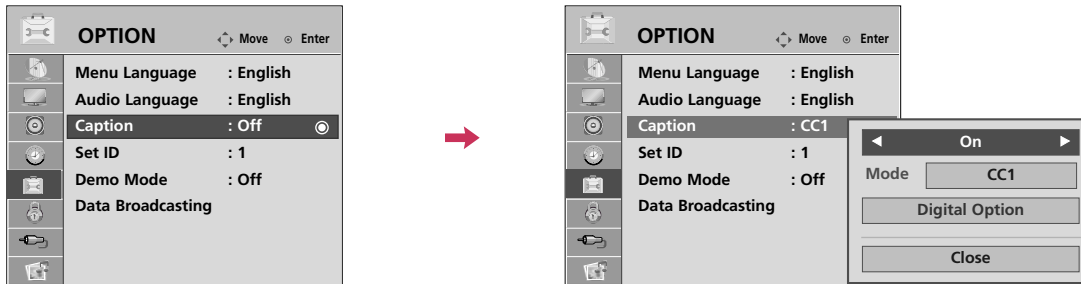 OPTION Move Enter
Menu Language : English
Audio Language : English
Caption : Off
Set ID : 1
Demo Mode : Off
Data Broadcasting
OPTION Move Enter
Menu Language : English
Audio Language : English
Caption : CC1
Set ID : 1
Demo Mode : Off
Data Broadcasting
On
Mode CC1
Digital Option
Close